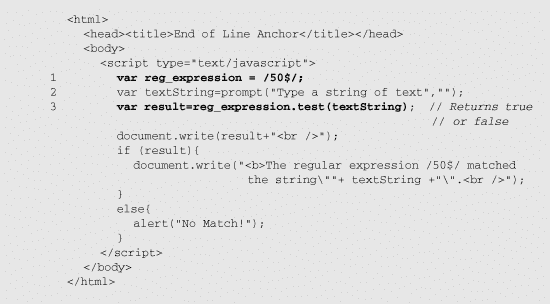 <html>
<head><title>End of Line Anchor</title></head>
<body>
<script type="text/javascript">
1 var reg_expression = /50$/;
2 var textString=prompt("Type a string of text","");
3 var result=reg_expression.test(textString); // Returns true
// or false
document.write(result+"<br />");
if (result){
document.write("<b>The regular expression /50$/ matched
the string\""+ textString +"\".<br />");
}
else{
alert("No Match!");
}
</script>
</body>
</html>